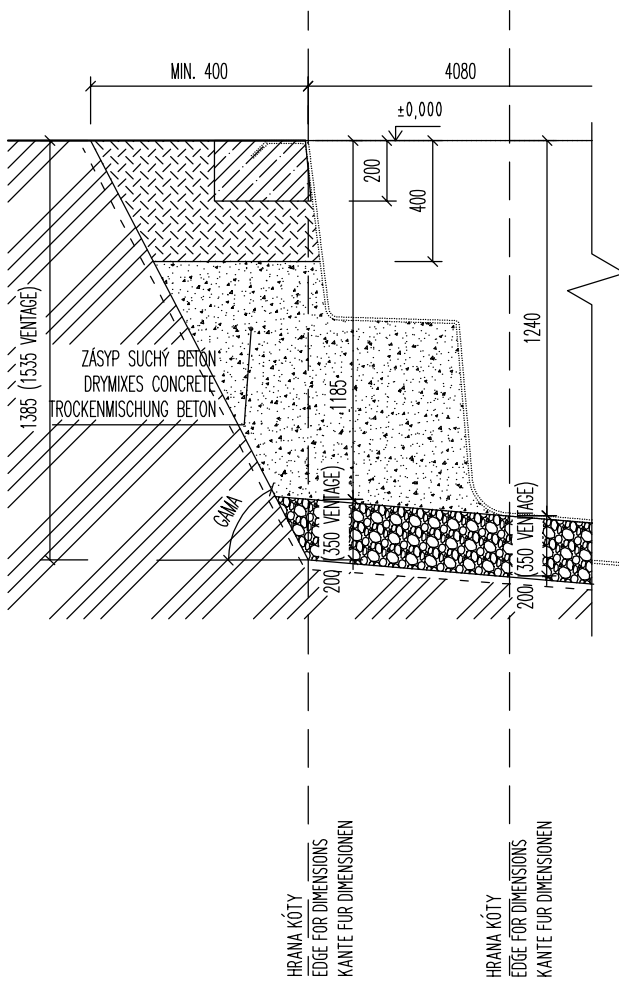 MIN. 400
4080
±0,000
200
400
1385 (1535 VENTAGE)
ZÁSYP SUCHÝ BETON
DRYMIXES CONCRETE
TROCKENMISCHUNG BETON
1185
1240
GAMA
200 (350 VENTAGE)
200 (350 VENTAGE)
HRANA KÓTY
EDGE FOR DIMENSIONS
KANTE FUR DIMENSIONEN
HRANA KÓTY
EDGE FOR DIMENSIONS
KANTE FUR DIMENSIONEN